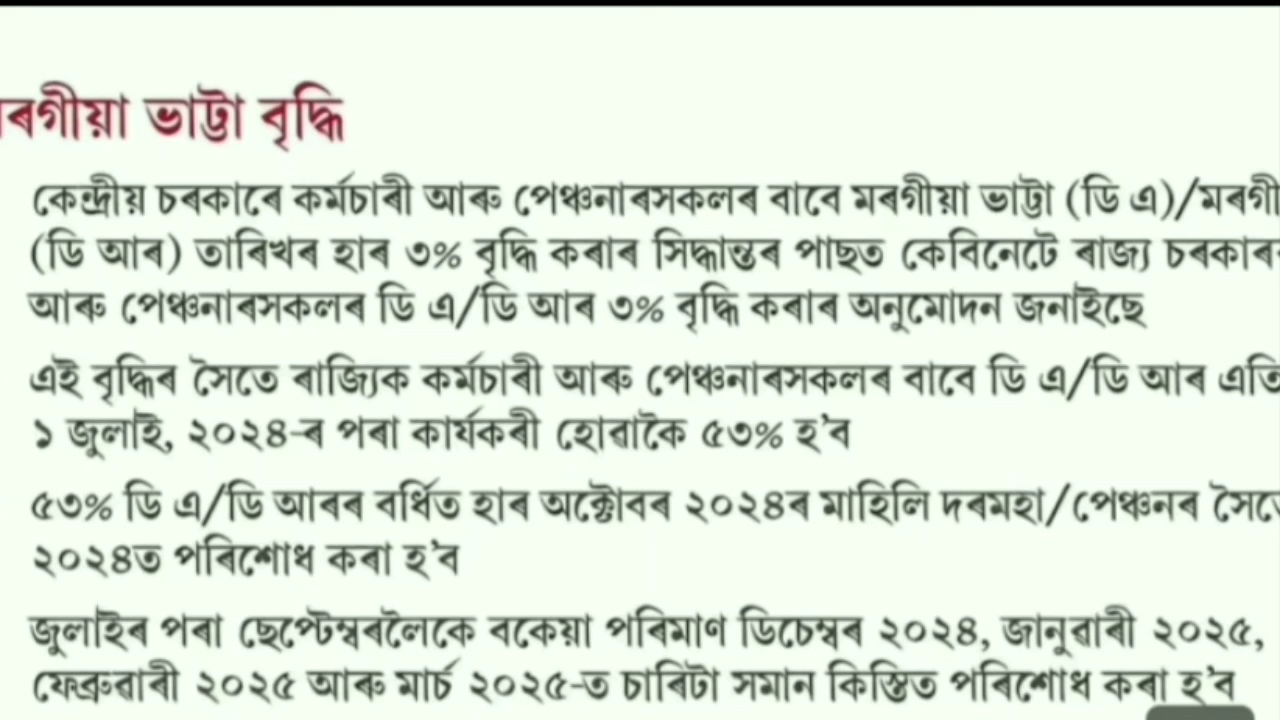 মৰগীয়া ভাট্টা বৃদ্ধি
কেন্দ্ৰীয় চৰকাৰে কৰ্মচাৰী আৰু পেঞ্চনাৰসকলৰ বাবে মৰগীয়া ভাট্টা (ডি এ)/মৰগী
(ডি আৰ) তাৰিখৰ হাৰ ৩% বৃদ্ধি কৰাৰ সিদ্ধান্তৰ পাছত কেবিনেটে ৰাজ্য চৰকাৰ
আৰু পেঞ্চনাৰসকলৰ ডি এ/ডি আৰ ৩% বৃদ্ধি কৰাৰ অনুমোদন জনাইছে
এই বৃদ্ধিৰ সৈতে ৰাজ্যিক কৰ্মচাৰী আৰু পেঞ্চনাৰসকলৰ বাবে ডি এ/ডি আৰ এতি
১ জুলাই, ২০২৪-ৰ পৰা কাৰ্যকৰী হোৱাকৈ ৫৩% হ'ব
৫৩% ডি এ/ডি আৰৰ বৰ্ধিত হাৰ অক্টোবৰ ২০২৪ৰ মাহিলি দৰমহা/পেঞ্চনৰ সৈতে
২০২৪ত পৰিশোধ কৰা হ'ব
জুলাইৰ পৰা ছেপ্টেম্বৰলৈকে বকেয়া পৰিমাণ ডিচেম্বৰ ২০২৪, জানুৱাৰী ২০২৫,
ফেব্ৰুৱাৰী ২০২৫ আৰু মাৰ্চ ২০২৫-ত চাৰিটা সমান কিস্তিত পৰিশোধ কৰা হ'ব